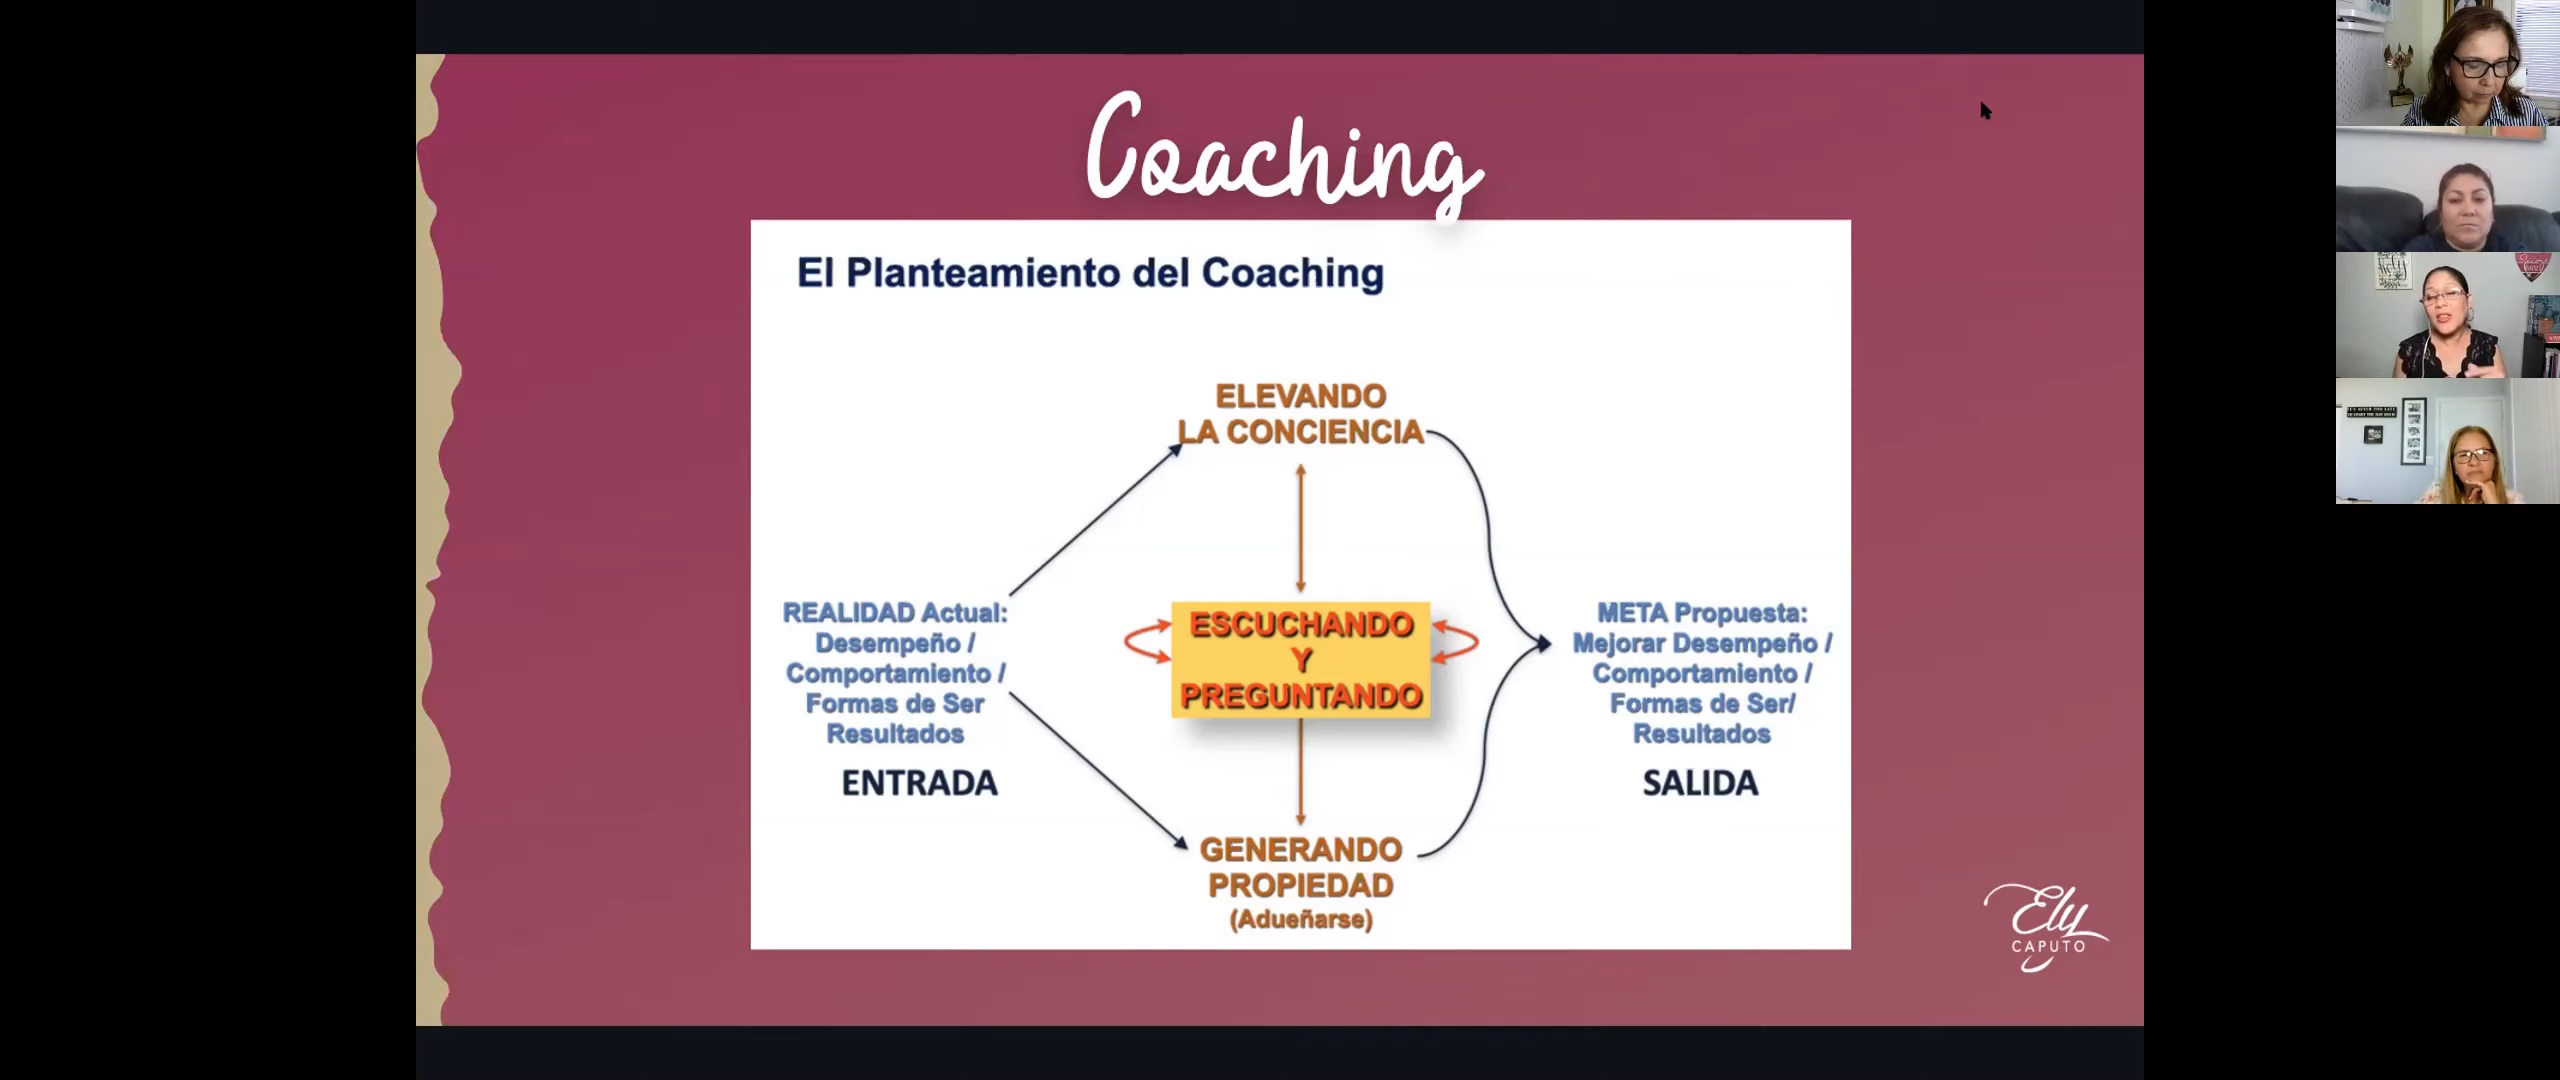 Coaching
El Planteamiento del Coaching
ELEVANDO
LA CONCIENCIA
REALIDAD Actual:
Desempeño /
Comportamiento /
Formas de Ser
Resultados
ENTRADA
ESCUCHANDO
Y
PREGUNTANDO
META Propuesta:
Mejorar Desempeño /
Comportamiento /
Formas de Ser/
Resultados
SALIDA
GENERANDO
PROPIEDAD
(Adueñarse)
Ely
CAPUTO